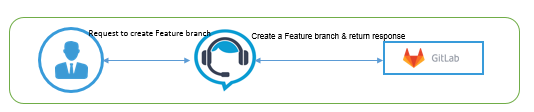 Request to create Feature branch
Create a Feature branch & return response
GitLab